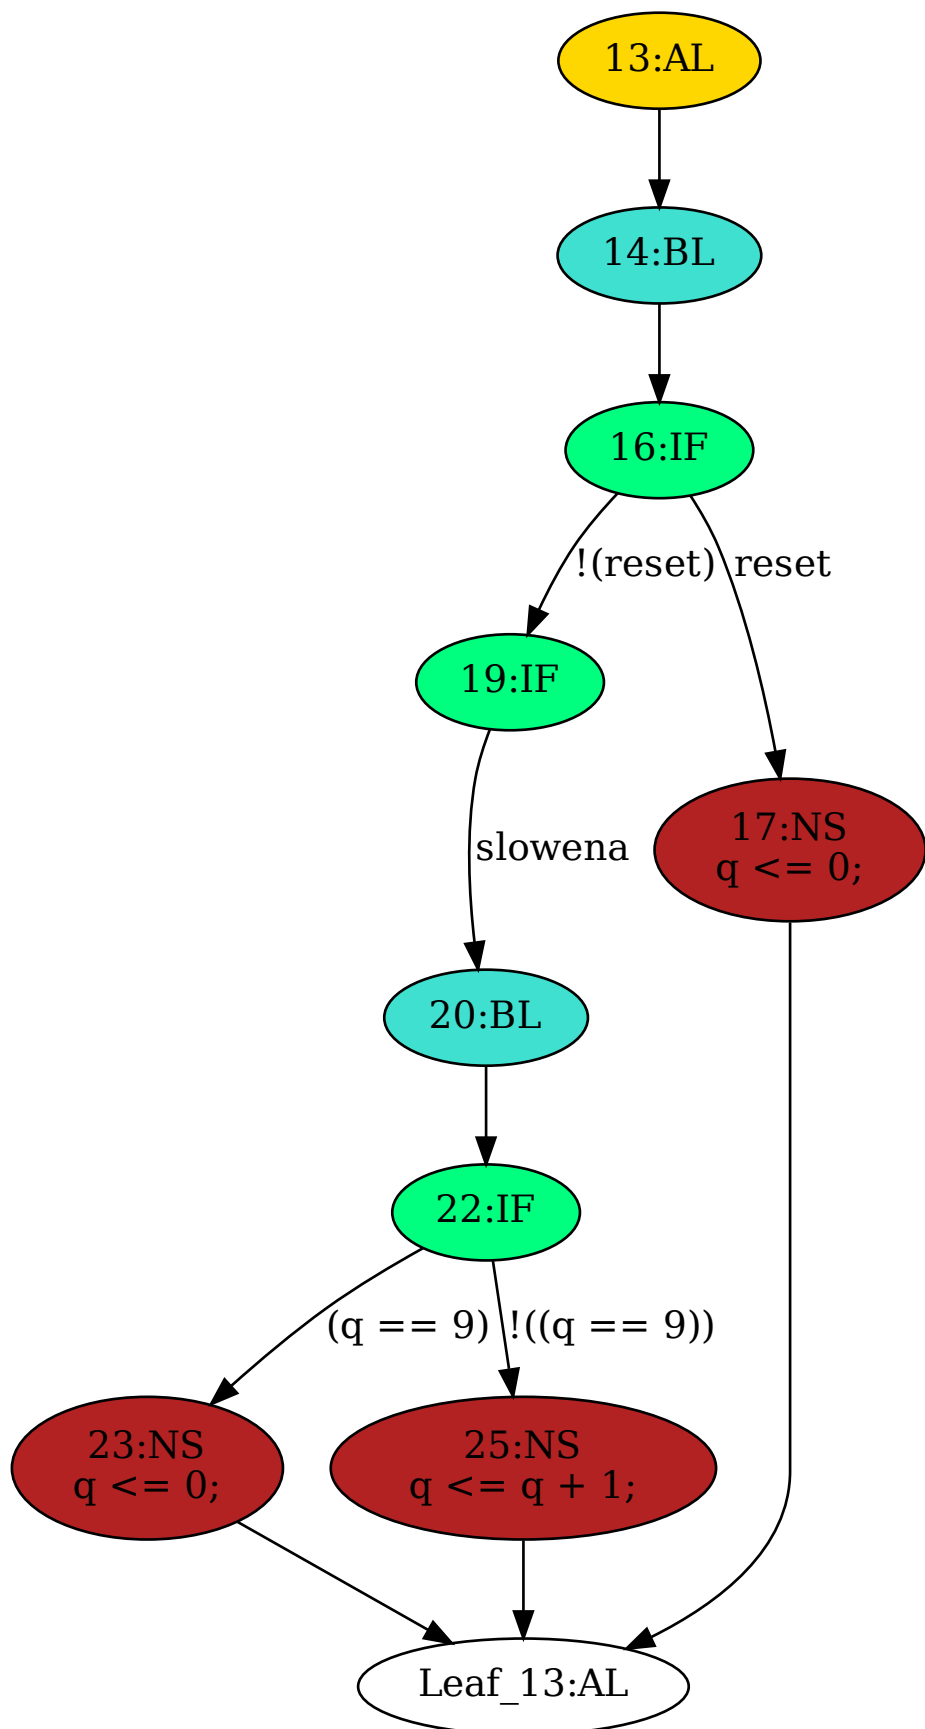 13:AL
14:BL
16:IF
!(reset)
reset
19:IF
17:NS
q <= 0;
slowena
20:BL
22:IF
(q == 9)
!((q == 9))
23:NS
q <= 0;
25:NS
q <= q + 1;
Leaf_13:AL